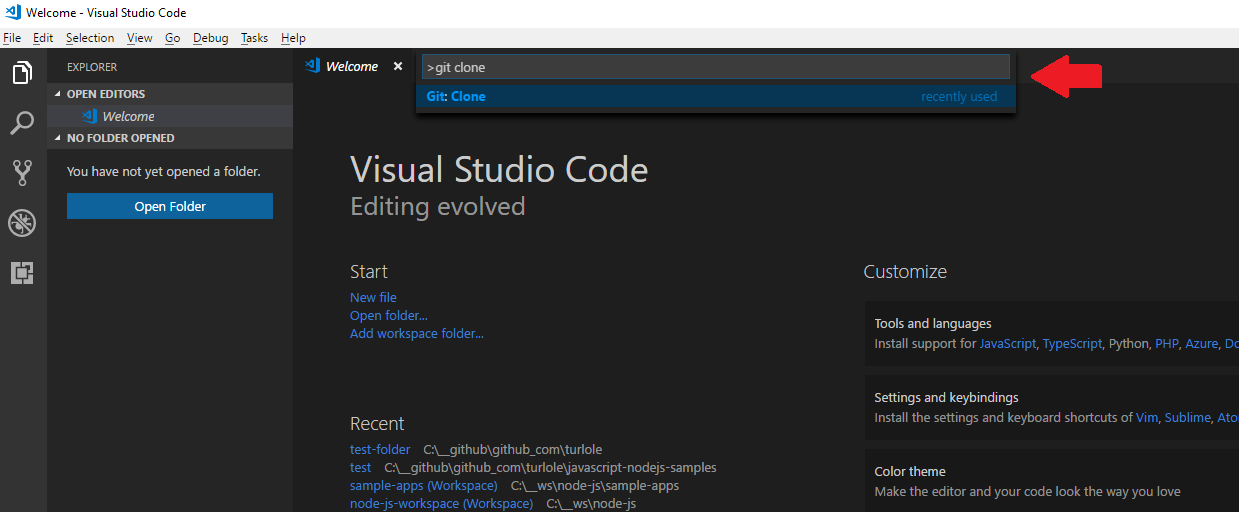 Welcome - Visual Studio Code
File Edit Selection View Go Debug Tasks Help
EXPLORER
OPEN EDITORS
Welcome
NO FOLDER OPENED
You have not yet opened a folder.
Open Folder
Welcome
>git clone
Git: Clone recently used
Visual Studio Code
Editing evolved
Start
New file
Open folder...
Add workspace folder...
Recent
test-folder C:\__github\github_com\turlole
test C:\__github\github_com\turlole\javascript-nodejs-samples
sample-apps (Workspace) C:\__ws\node-js\sample-apps
node-js-workspace (Workspace) C:\__ws\node-js
Customize
Tools and languages
Install support for JavaScript, TypeScript, Python, PHP, Azure, Do
Settings and keybindings
Install the settings and keyboard shortcuts of Vim, Sublime, Ato
Color theme
Make the editor and your code look the way you love